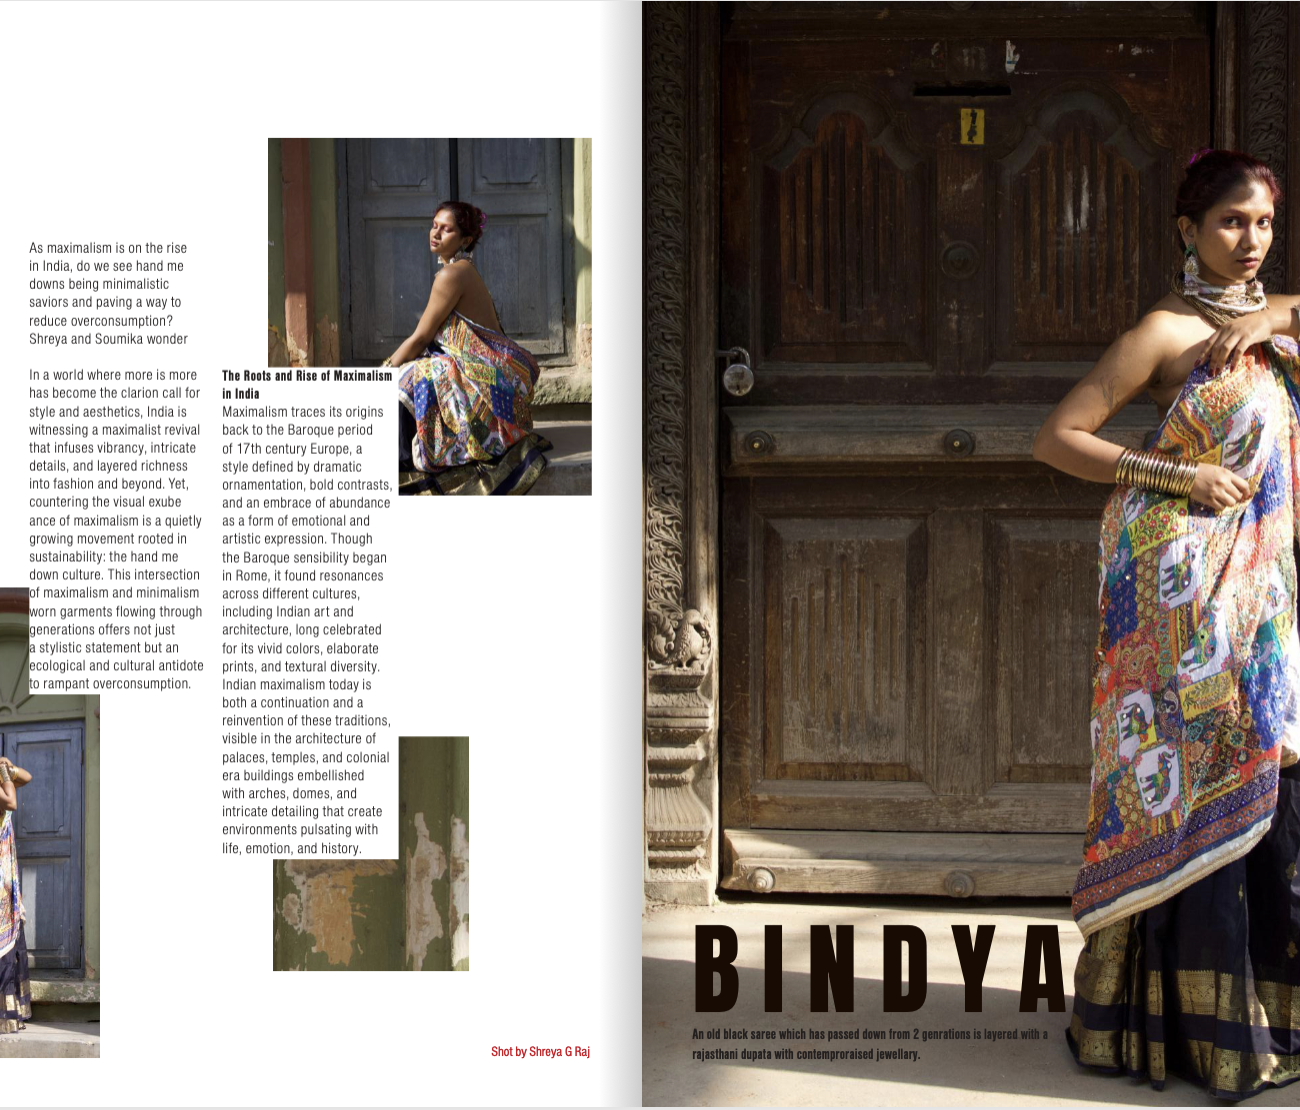 As maximalism is on the rise
in India, do we see hand me
downs being minimalistic
saviors and paving a way to
reduce overconsumption?
Shreya and Soumika wonder
In a world where more is more
has become the clarion call for
style and aesthetics, India is
witnessing a maximalist revival
that infuses vibrancy, intricate
details, and layered richness
into fashion and beyond. Yet,
countering the visual exube
ance of maximalism is a quietly
growing movement rooted in
sustainability: the hand me
down culture. This intersection
of maximalism and minimalism
worn garments flowing through
generations offers not just
a stylistic statement but an
ecological and cultural antidote
to rampant overconsumption.
The Roots and Rise of Maximalism
in India
Maximalism traces its origins
back to the Baroque period
of 17th century Europe, a
style defined by dramatic
ornamentation, bold contrasts,
and an embrace of abundance
as a form of emotional and
artistic expression. Though
the Baroque sensibility began
in Rome, it found resonances
across different cultures,
including Indian art and
architecture, long celebrated
for its vivid colors, elaborate
prints, and textural diversity.
Indian maximalism today is
both a continuation and a
reinvention of these traditions,
visible in the architecture of
palaces, temples, and colonial
era buildings embellished
with arches, domes, and
intricate detailing that create
environments pulsating with
life, emotion, and history.
Shot by Shreya G Raj
BINDYA
An old black saree which has passed down from 2 genrations is layered with a
rajasthani dupata with contemproraised jewellary.